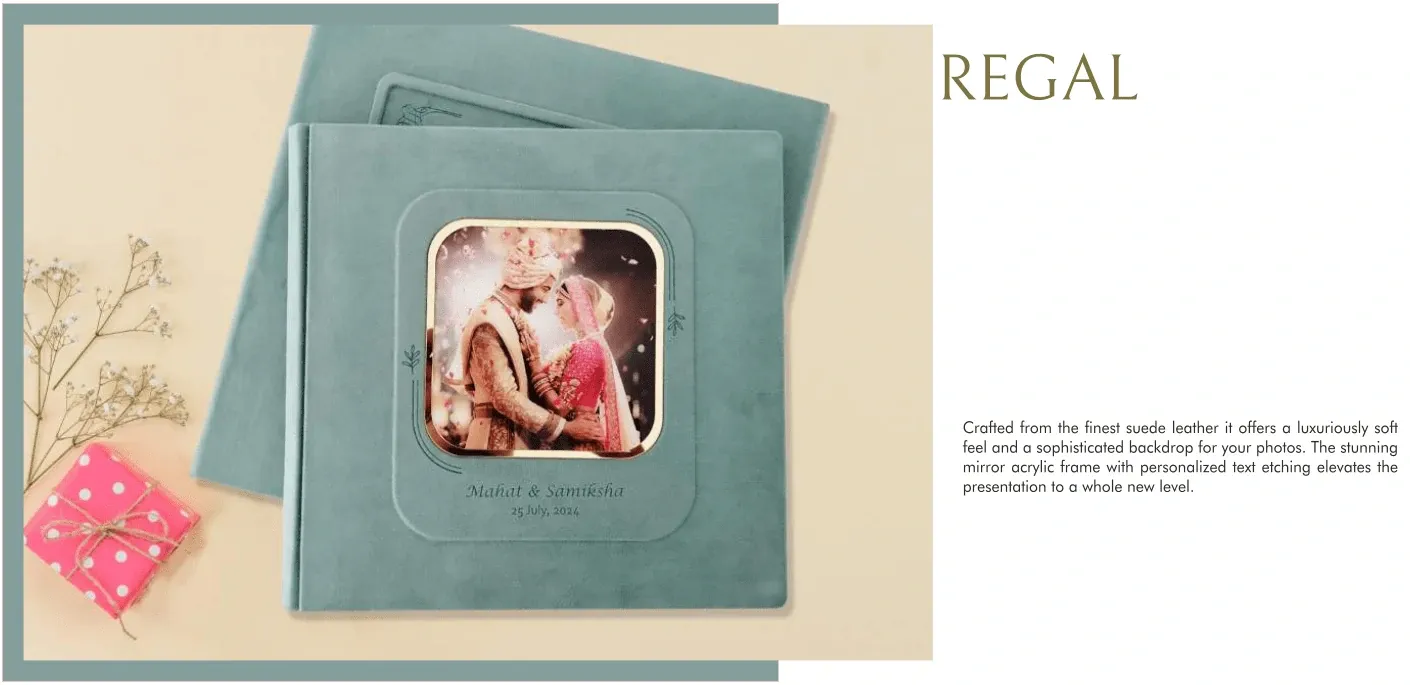 REGAL
Mahat & Samiksha
25 July, 2024
Crafted from the finest suede leather it offers a luxuriously soft
feel and a sophisticated backdrop for your photos. The stunning
mirror acrylic frame with personalized text etching elevates the
presentation to a whole new level.